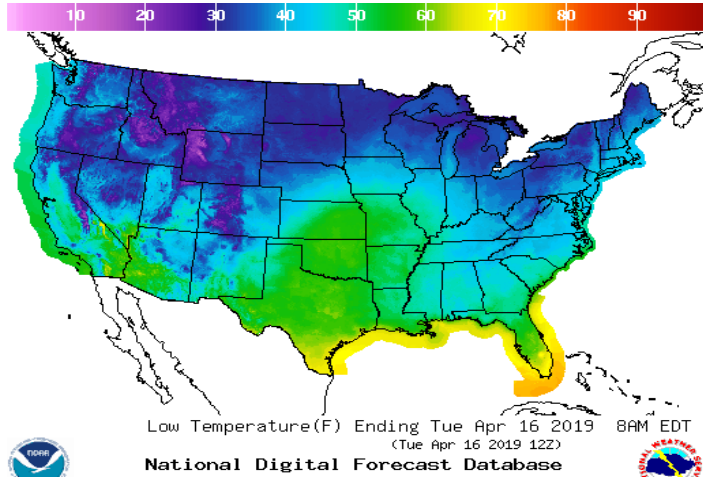 10 20 30 40 50 60 70 80 90
Low Temperature(F) Ending Tue Apr 16 2019 8AM EDT
(Tue Apr 16 2019 12Z)
National Digital Forecast Database
NOAA